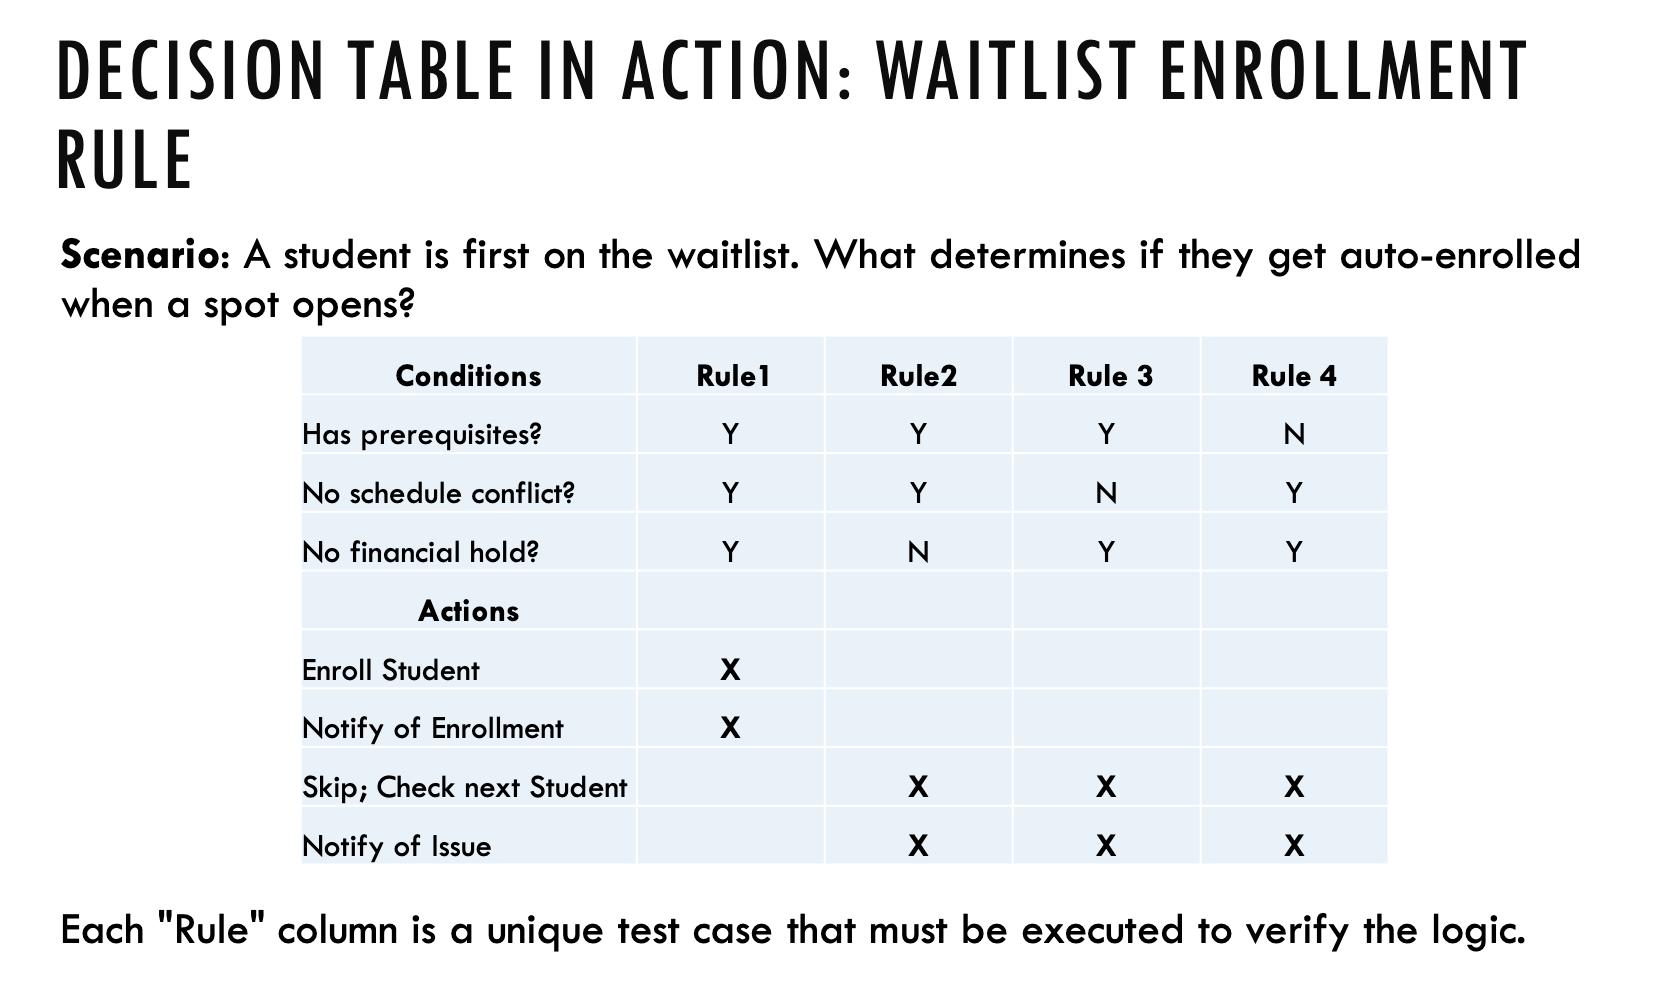 DECISION TABLE IN ACTION: WAITLIST ENROLLMENT
RULE
Scenario: A student is first on the waitlist. What determines if they get auto-enrolled
when a spot opens?
Conditions Rule1 Rule2 Rule 3 Rule 4
Has prerequisites? Y Y Y N
No schedule conflict? Y Y N Y
No financial hold? Y N Y Y
Actions
Enroll Student X
Notify of Enrollment X
Skip; Check next Student X X X
Notify of Issue X X X
Each "Rule" column is a unique test case that must be executed to verify the logic.